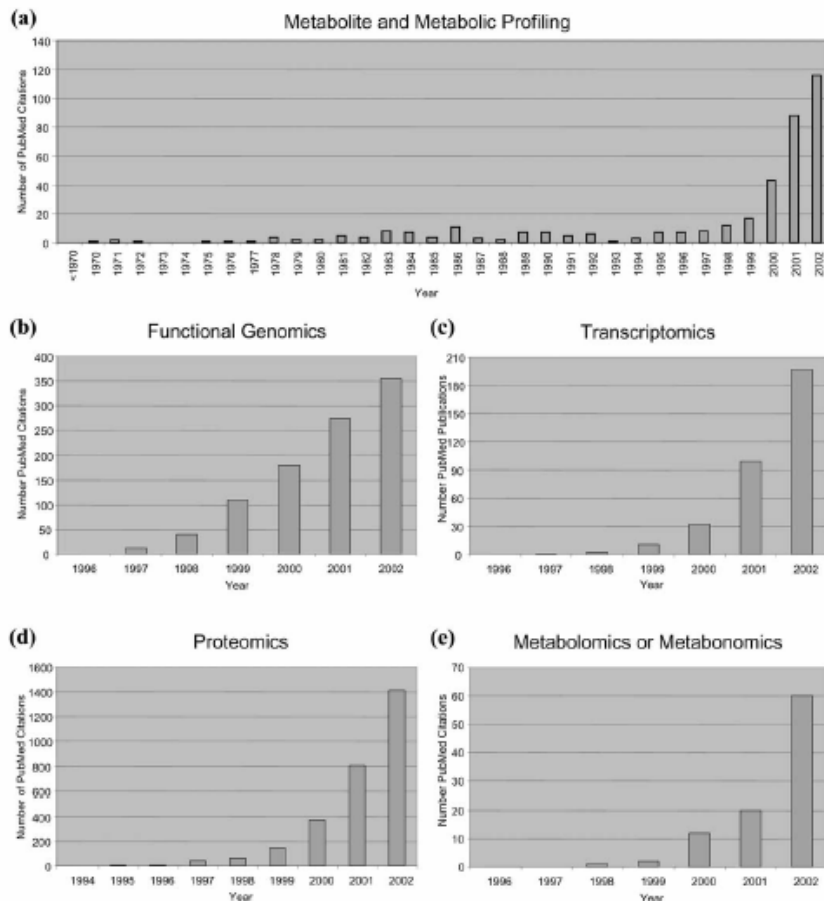 (a)
Metabolite and Metabolic Profiling
Number of PubMed Citations
140
120
100
80
60
40
20
0
<1970 1970 1971 1972 1973 1974 1975 1976 1977 1978 1979 1980 1981 1982 1983 1984 1985 1986 1987 1988 1989 1990 1991 1992 1993 1994 1995 1996 1997 1998 1999 2000 2001 2002
Year
(b)
Functional Genomics
Number PubMed Citations
400
350
300
250
200
150
100
50
0
1996 1997 1998 1999 2000 2001 2002
Year
(c)
Transcriptomics
Number PubMed Publications
210
180
150
120
90
60
30
0
1996 1997 1998 1999 2000 2001 2002
Year
(d)
Proteomics
Number of PubMed Citations
1600
1400
1200
1000
800
600
400
200
0
1994 1995 1996 1997 1998 1999 2000 2001 2002
Year
(e)
Metabolomics or Metabonomics
Number PubMed Citations
70
60
50
40
30
20
10
0
1996 1997 1998 1999 2000 2001 2002
Year